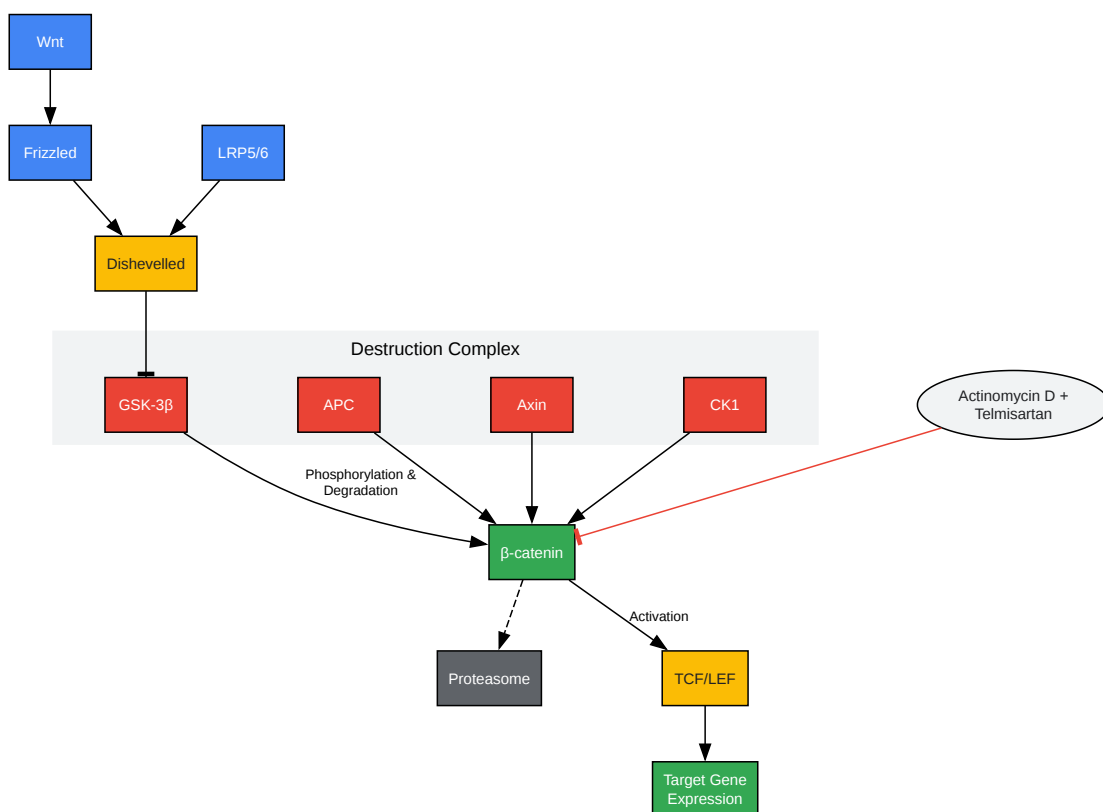 Wnt
Frizzled
LRP5/6
Dishevelled
Destruction Complex
GSK-3β
APC
Axin
CK1
Actinomycin D +
Telmisartan
Phosphorylation &
Degradation
β-catenin
Activation
Proteasome
TCF/LEF
Target Gene
Expression